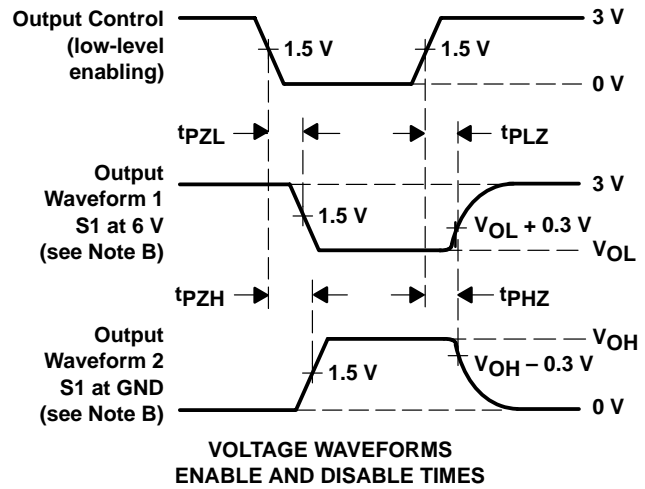 Output Control
(low-level
enabling)
1.5 V
1.5 V
3 V
0 V
tPZL
tPLZ
Output
Waveform 1
S1 at 6 V
(see Note B)
1.5 V
3 V
VOL + 0.3 V
VOL
tPZH
tPHZ
Output
Waveform 2
S1 at GND
(see Note B)
1.5 V
VOH
VOH – 0.3 V
0 V
VOLTAGE WAVEFORMS
ENABLE AND DISABLE TIMES